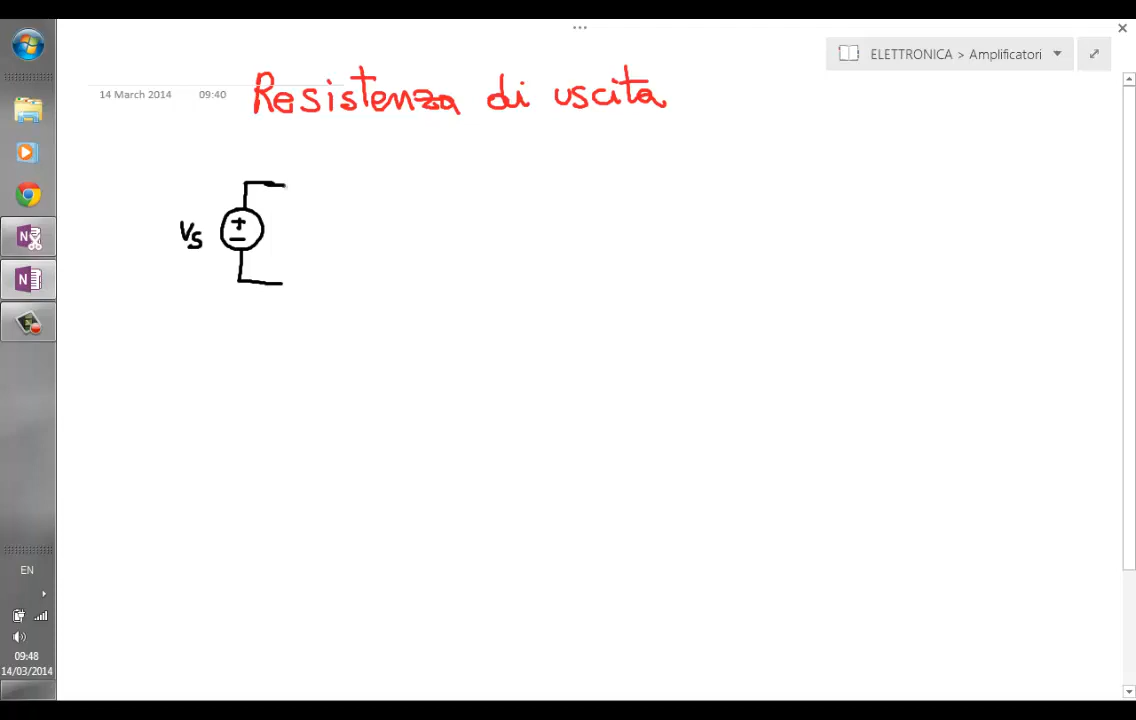 ELETTRONICA > Amplificatori
14 March 2014 09:40
Resistenza di uscita
+
Vs
−
EN
09:48
14/03/2014